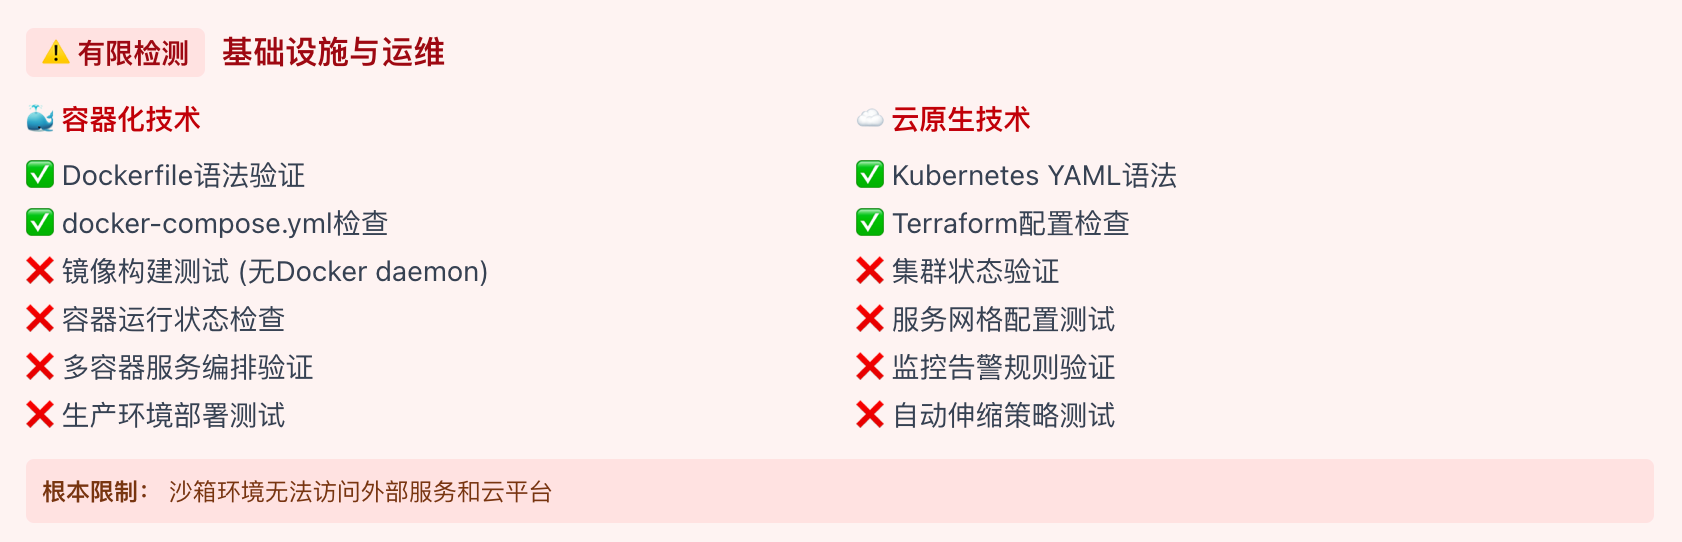 ⚠️ 有限检测 基础设施与运维
🐳 容器化技术
✅ Dockerfile语法验证
✅ docker-compose.yml检查
❌ 镜像构建测试 (无Docker daemon)
❌ 容器运行状态检查
❌ 多容器服务编排验证
❌ 生产环境部署测试
☁️ 云原生技术
✅ Kubernetes YAML语法
✅ Terraform配置检查
❌ 集群状态验证
❌ 服务网格配置测试
❌ 监控告警规则验证
❌ 自动伸缩策略测试
根本限制： 沙箱环境无法访问外部服务和云平台